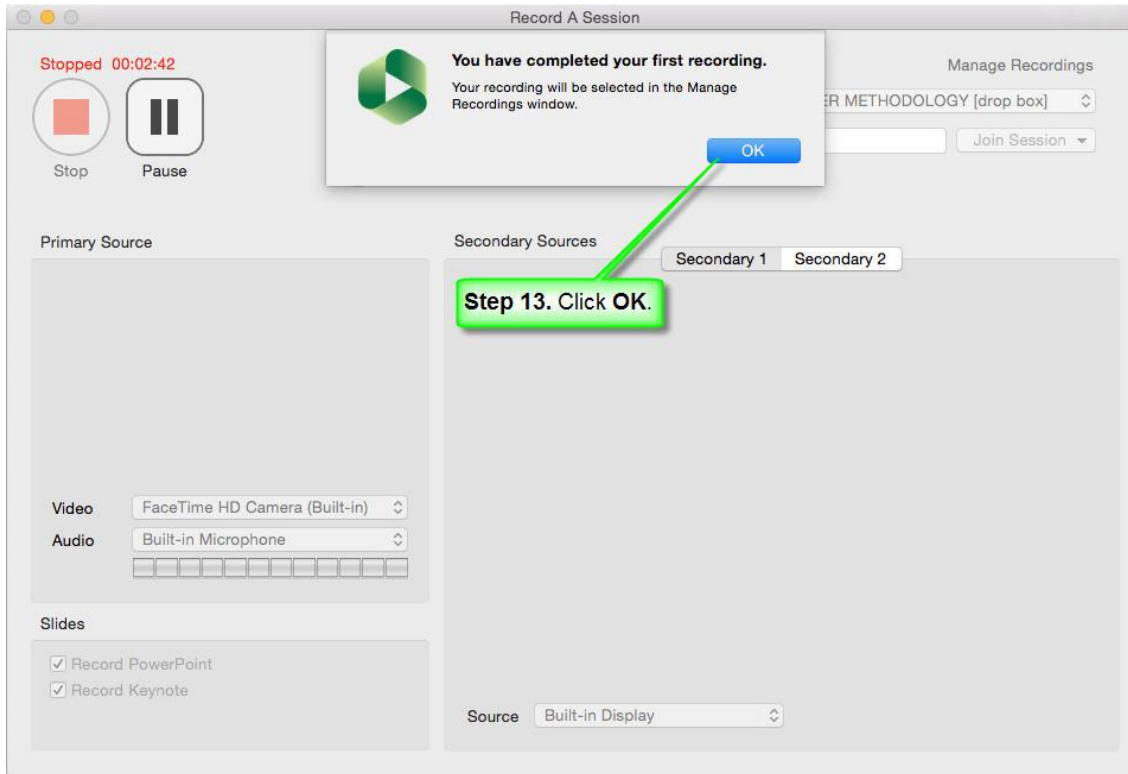 Record A Session
Stopped 00:02:42
Stop
Pause
You have completed your first recording.
Your recording will be selected in the Manage
Recordings window.
OK
Manage Recordings
METHODOLOGY [drop box]
Join Session
Primary Source
Secondary Sources
Secondary 1
Secondary 2
Step 13. Click OK.
Video
FaceTime HD Camera (Built-in)
Audio
Built-in Microphone
Slides
Record PowerPoint
Record Keynote
Source
Built-in Display